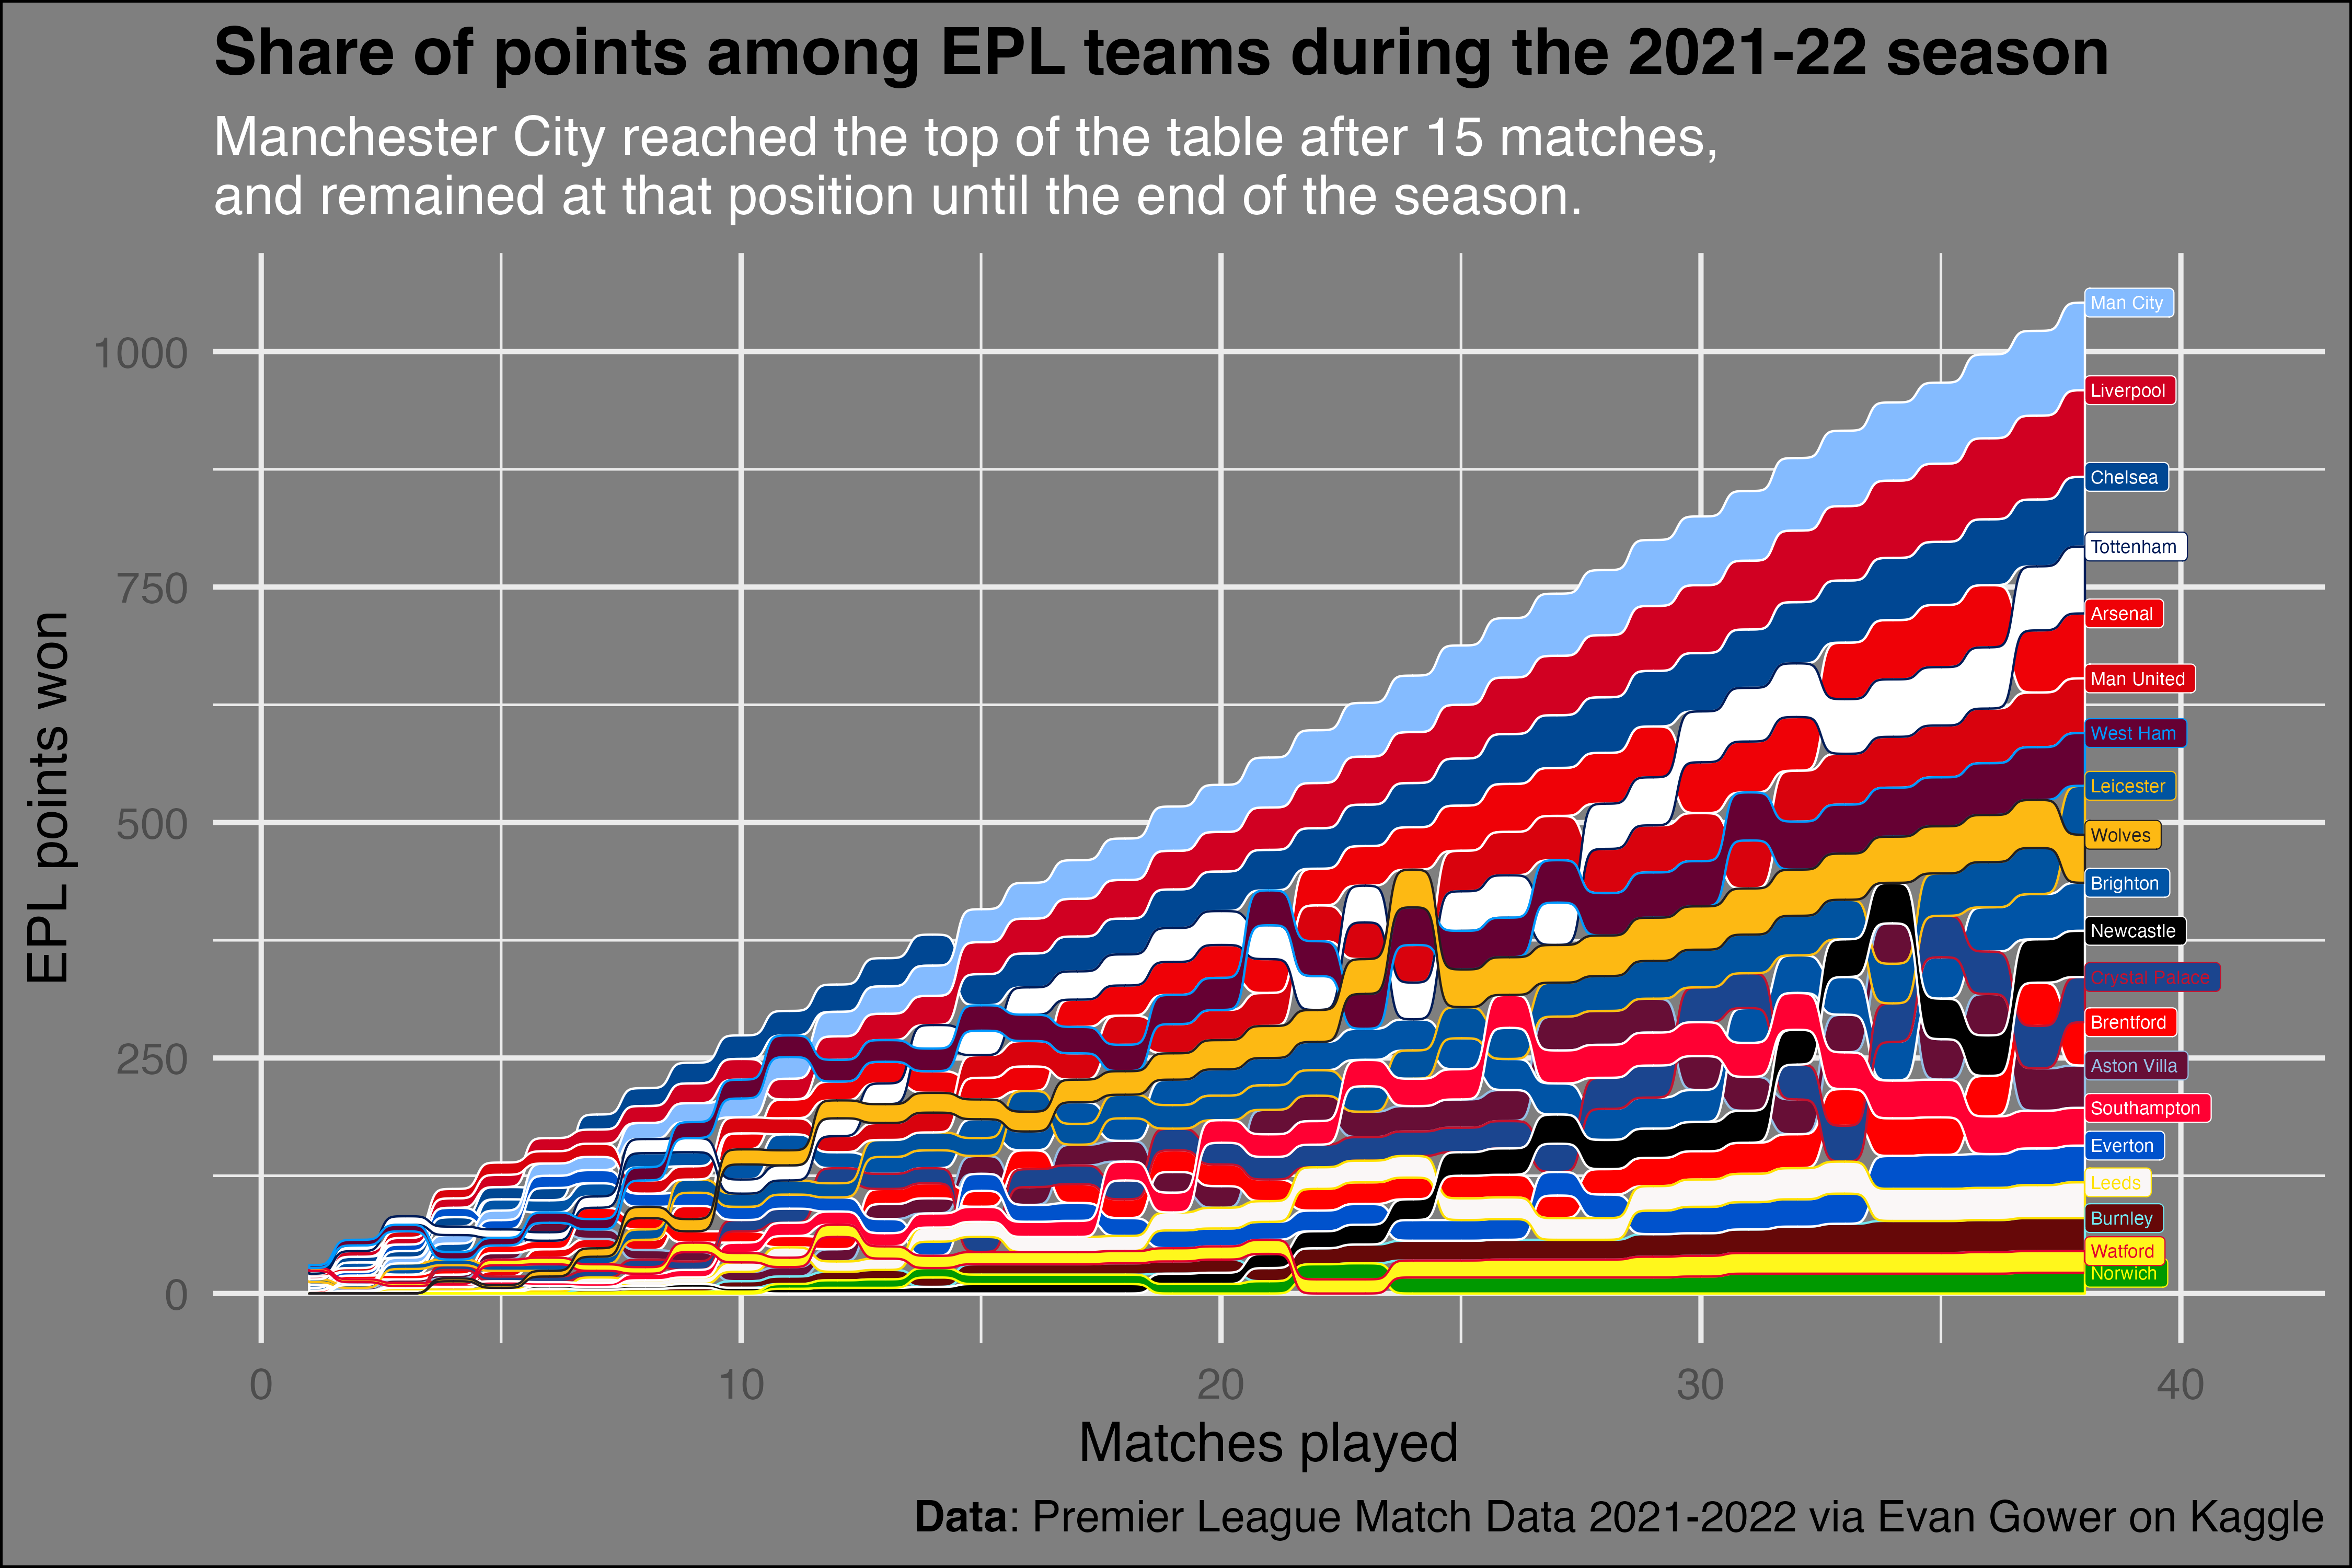 Share of points among EPL teams during the 2021-22 season
Manchester City reached the top of the table after 15 matches,
and remained at that position until the end of the season.
EPL points won
1000
750
500
250
0
Man City
Liverpool
Chelsea
Tottenham
Arsenal
Man United
West Ham
Leicester
Wolves
Brighton
Newcastle
Crystal Palace
Brentford
Aston Villa
Southampton
Everton
Leeds
Burnley
Watford
Norwich
0 10 20 30 40
Matches played
Data: Premier League Match Data 2021-2022 via Evan Gower on Kaggle